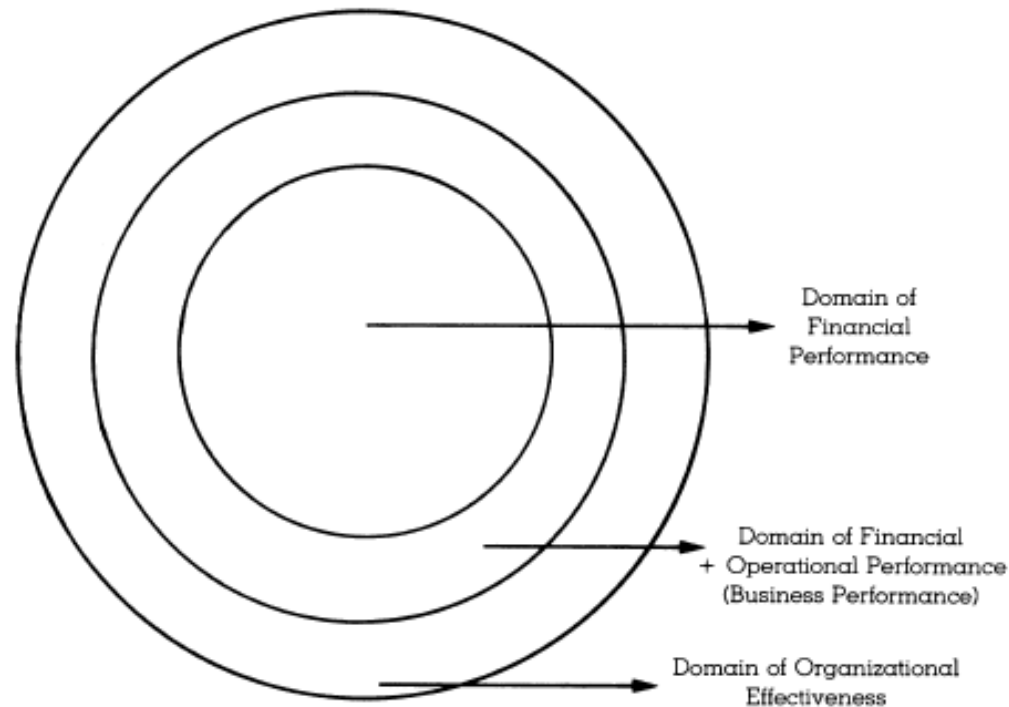 Domain of
Financial
Performance
Domain of Financial
+ Operational Performance
(Business Performance)
Domain of Organizational
Effectiveness